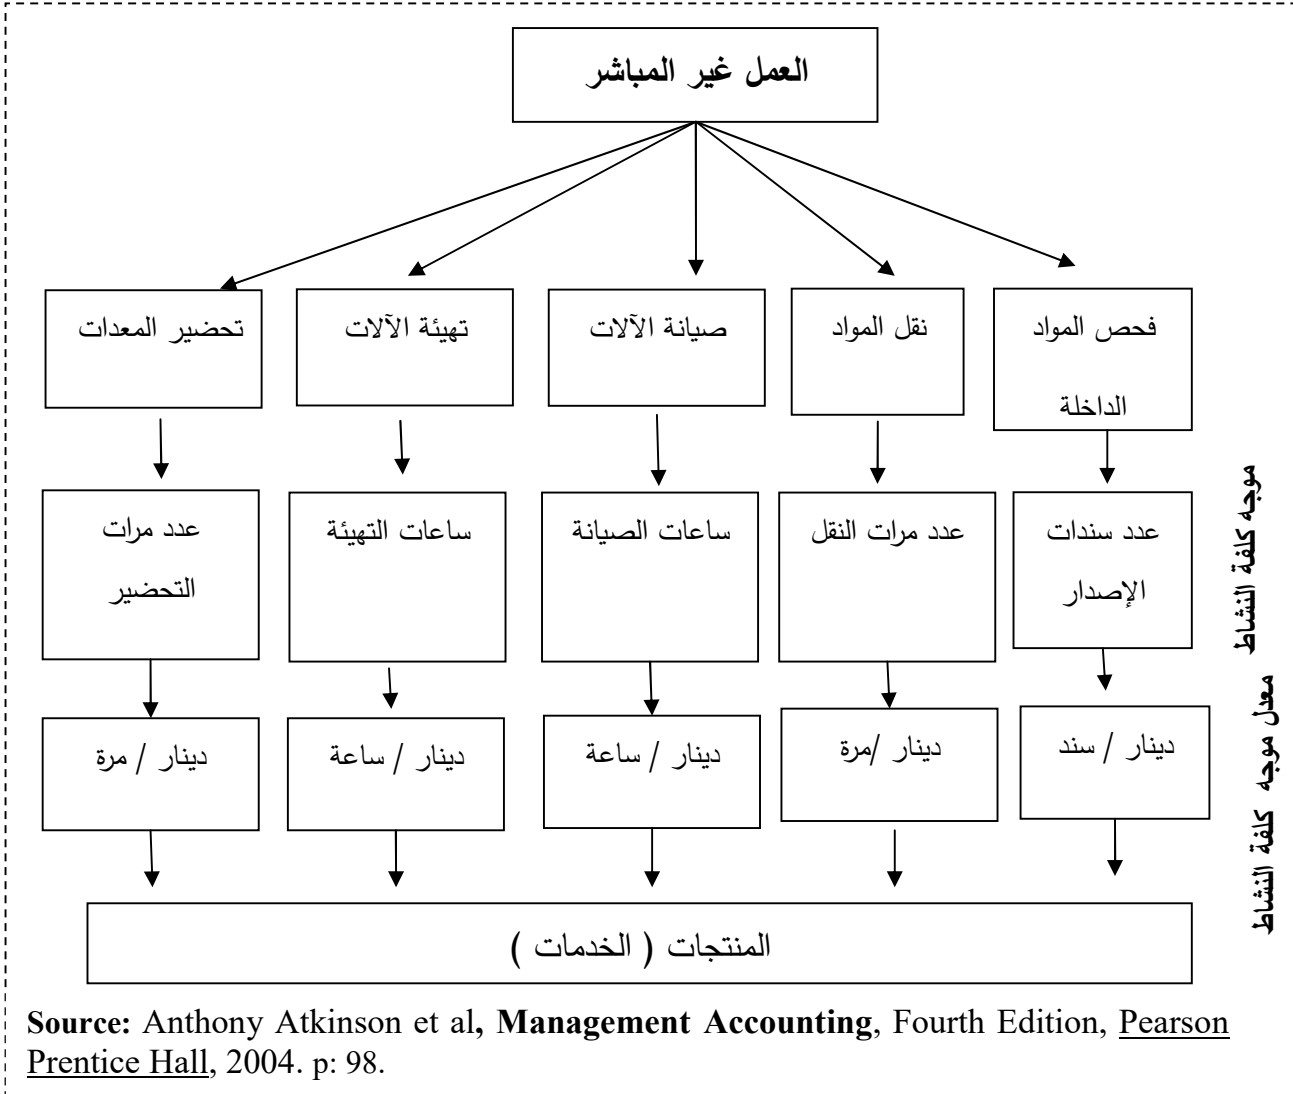 العمل غير المباشر
فحص المواد
الداخلة
نقل المواد
صيانة الآلات
تهيئة الآلات
تحضير المعدات
عدد سندات
الإصدار
عدد مرات النقل
ساعات الصيانة
ساعات التهيئة
عدد مرات
التحضير
موجه كلفة النشاط
دينار / سند
دينار /مرة
دينار / ساعة
دينار / ساعة
دينار / مرة
معدل موجه كلفة النشاط
المنتجات ( الخدمات )
Source: Anthony Atkinson et al, Management Accounting, Fourth Edition, Pearson
Prentice Hall, 2004. p: 98.